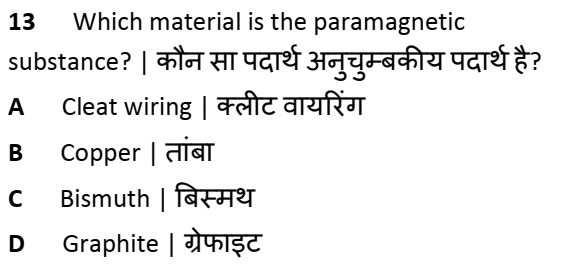 13 Which material is the paramagnetic
substance? | कौन सा पदार्थ अनुचुम्बकीय पदार्थ है?
A Cleat wiring | क्लीट वायरिंग
B Copper | तांबा
C Bismuth | बिस्मथ
D Graphite | ग्रेफाइट